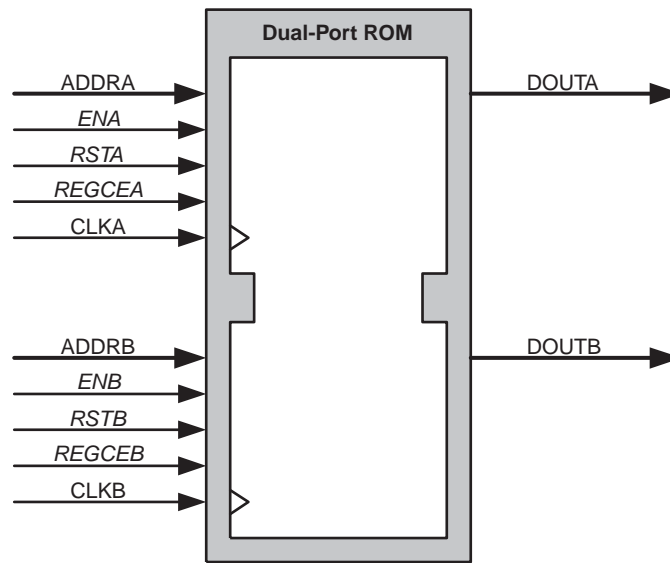 Dual-Port ROM
ADDRA
DOUTA
ENA
RSTA
REGCEA
CLKA
ADDRB
DOUTB
ENB
RSTB
REGCEB
CLKB